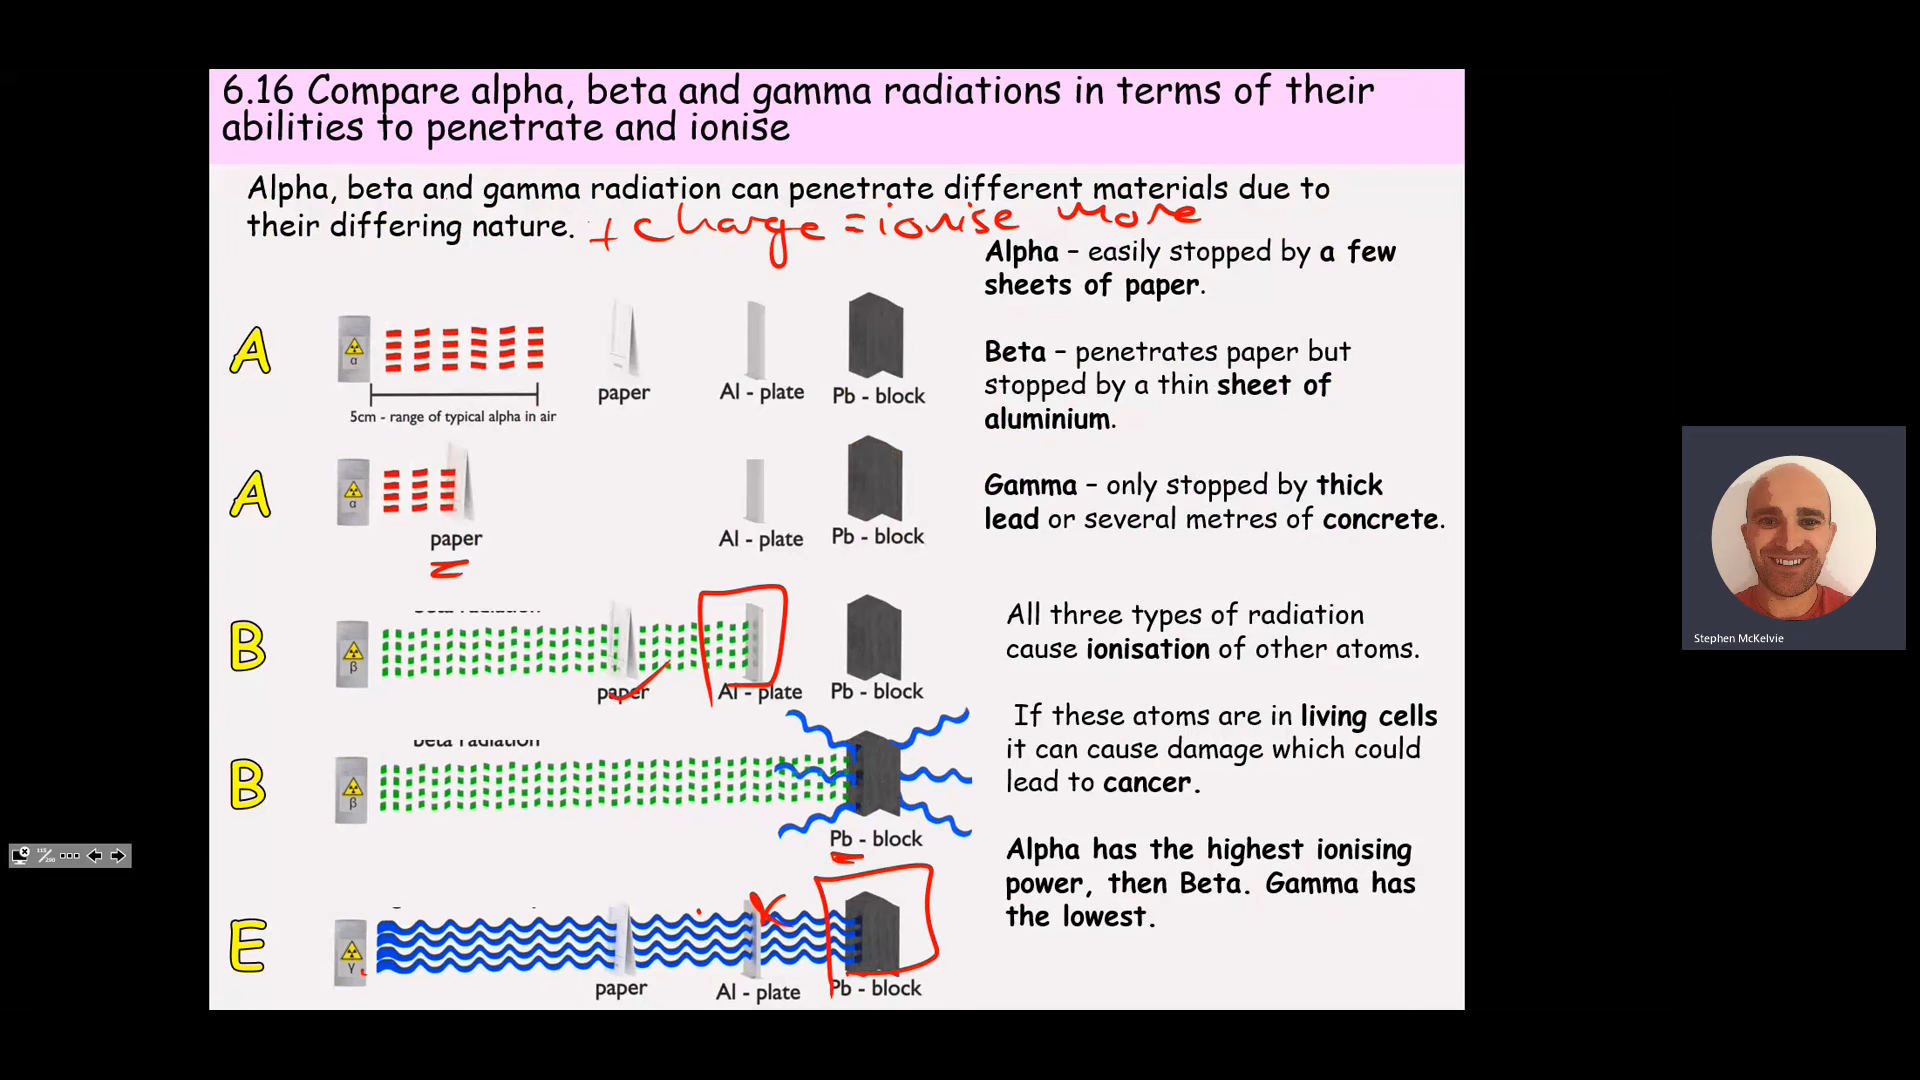 6.16 Compare alpha, beta and gamma radiations in terms of their
abilities to penetrate and ionise
Alpha, beta and gamma radiation can penetrate different materials due to
their differing nature.
+ charge = ionise more
Alpha – easily stopped by a few
sheets of paper.
Beta – penetrates paper but
stopped by a thin sheet of
aluminium.
Gamma – only stopped by thick
lead or several metres of concrete.
All three types of radiation
cause ionisation of other atoms.
If these atoms are in living cells
it can cause damage which could
lead to cancer.
Alpha has the highest ionising
power, then Beta. Gamma has
the lowest.
A
α
5cm - range of typical alpha in air
paper
Al - plate
Pb - block
A
α
paper
Al - plate
Pb - block
B
β
paper
Al - plate
Pb - block
B
Beta radiation
β
Pb - block
E
γ
paper
Al - plate
Pb - block
Stephen McKelvie